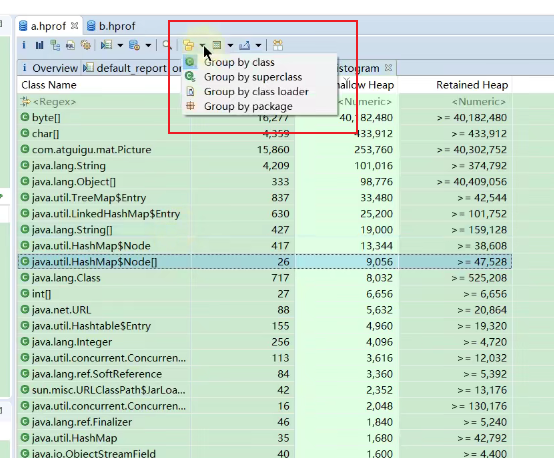 a.hprof b.hprof
i Overview default_report_or istogram
Group by class
Group by superclass
Group by class loader
Group by package
Class Name hallow Heap Retained Heap
<Regex> <Numeric> <Numeric>
byte[] 16,277 40,182,480 >= 40,182,480
char[] 4,359 433,912 >= 433,912
com.atguigu.mat.Picture 15,860 253,760 >= 40,302,752
java.lang.String 4,209 101,016 >= 374,792
java.lang.Object[] 333 98,776 >= 40,409,056
java.util.TreeMap$Entry 837 33,480 >= 42,544
java.util.LinkedHashMap$Entry 630 25,200 >= 101,752
java.lang.String[] 427 19,000 >= 159,128
java.util.HashMap$Node 417 13,344 >= 38,608
java.util.HashMap$Node[] 26 9,056 >= 47,528
java.lang.Class 717 8,032 >= 525,208
int[] 27 6,656 >= 6,656
java.net.URL 88 5,632 >= 20,864
java.util.Hashtable$Entry 155 4,960 >= 19,320
java.lang.Integer 256 4,096 >= 4,720
java.util.concurrent.Concurren... 113 3,616 >= 12,032
java.lang.ref.SoftReference 84 3,360 >= 5,392
sun.misc.URLClassPath$JarLoa... 42 2,352 >= 13,176
java.util.concurrent.Concurren... 16 2,048 >= 130,176
java.lang.ref.Finalizer 46 1,840 >= 5,240
java.util.HashMap 35 1,680 >= 42,792
java.io.ObjectStreamField 40 1,600 >= 4,400